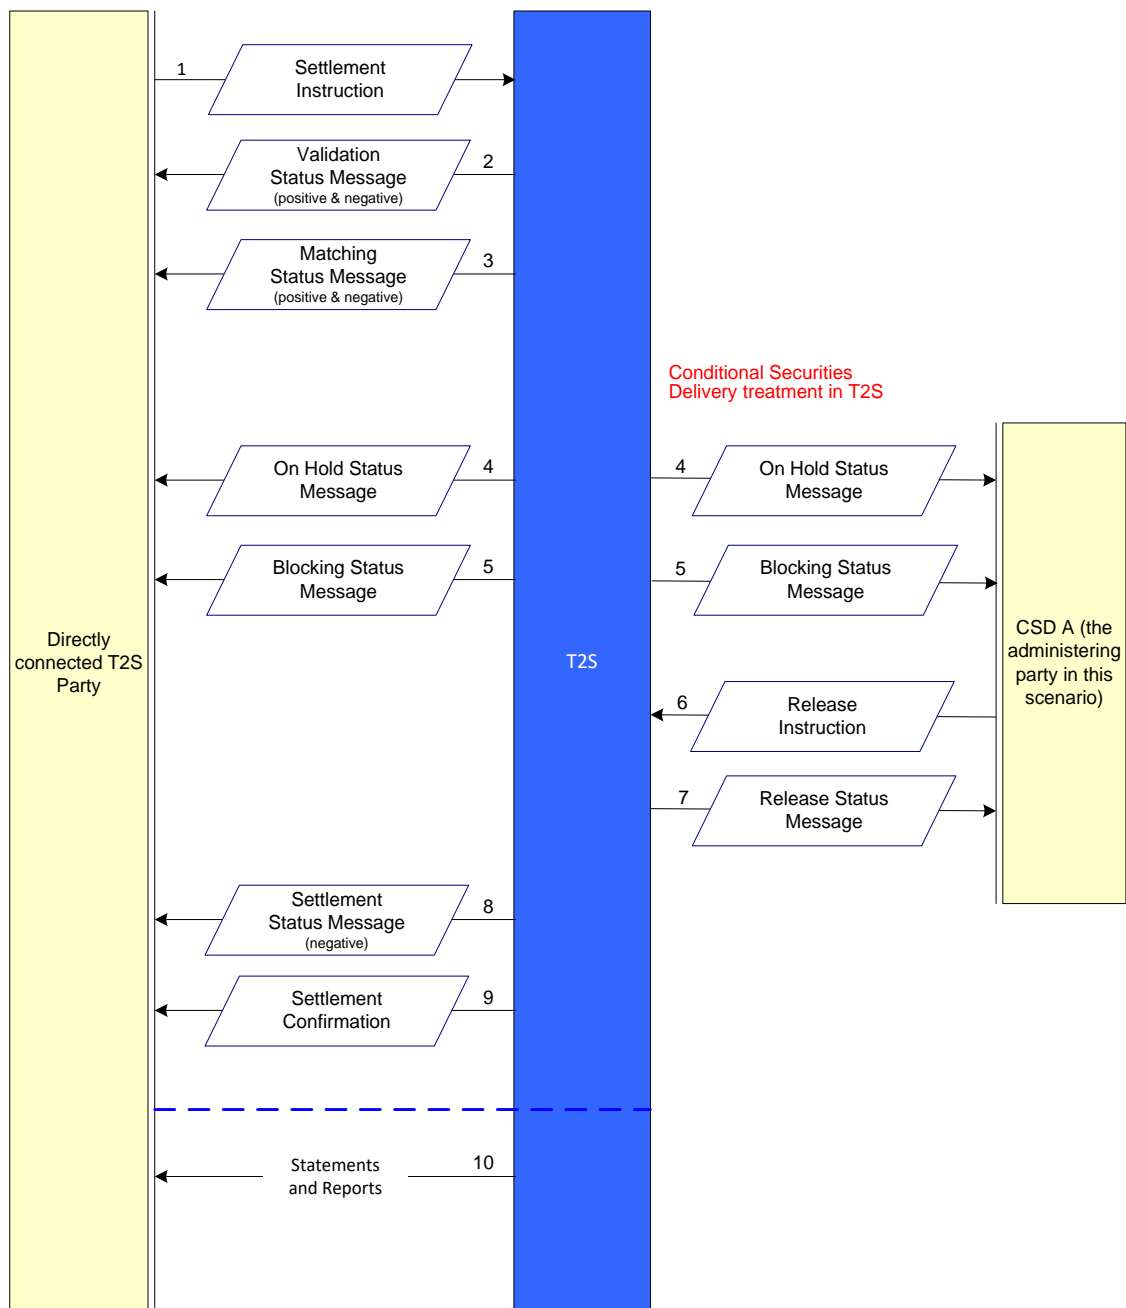 1
Settlement
Instruction
Validation
Status Message
(positive & negative)
2
Matching
Status Message
(positive & negative)
3
Conditional Securities
Delivery treatment in T2S
On Hold Status
Message
4
4
On Hold Status
Message
Blocking Status
Message
5
5
Blocking Status
Message
Directly
connected T2S
Party
T2S
CSD A (the
administering
party in this
scenario)
6
Release
Instruction
7
Release Status
Message
Settlement
Status Message
(negative)
8
Settlement
Confirmation
9
Statements
and Reports
10